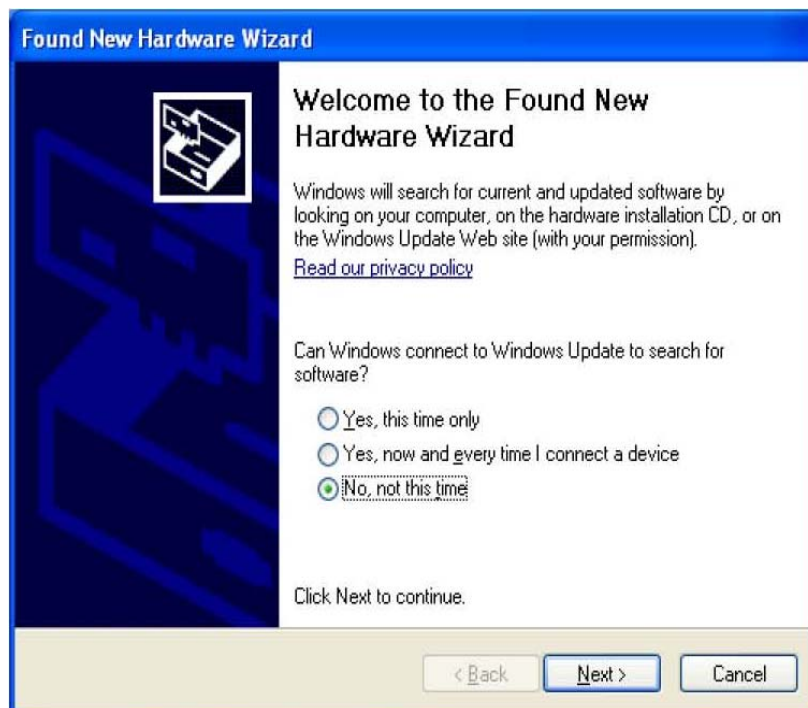 Found New Hardware Wizard
Welcome to the Found New
Hardware Wizard
Windows will search for current and updated software by
looking on your computer, on the hardware installation CD, or on
the Windows Update Web site (with your permission).
Read our privacy policy
Can Windows connect to Windows Update to search for
software?
Yes, this time only
Yes, now and every time I connect a device
No, not this time
Click Next to continue.
< Back Next > Cancel